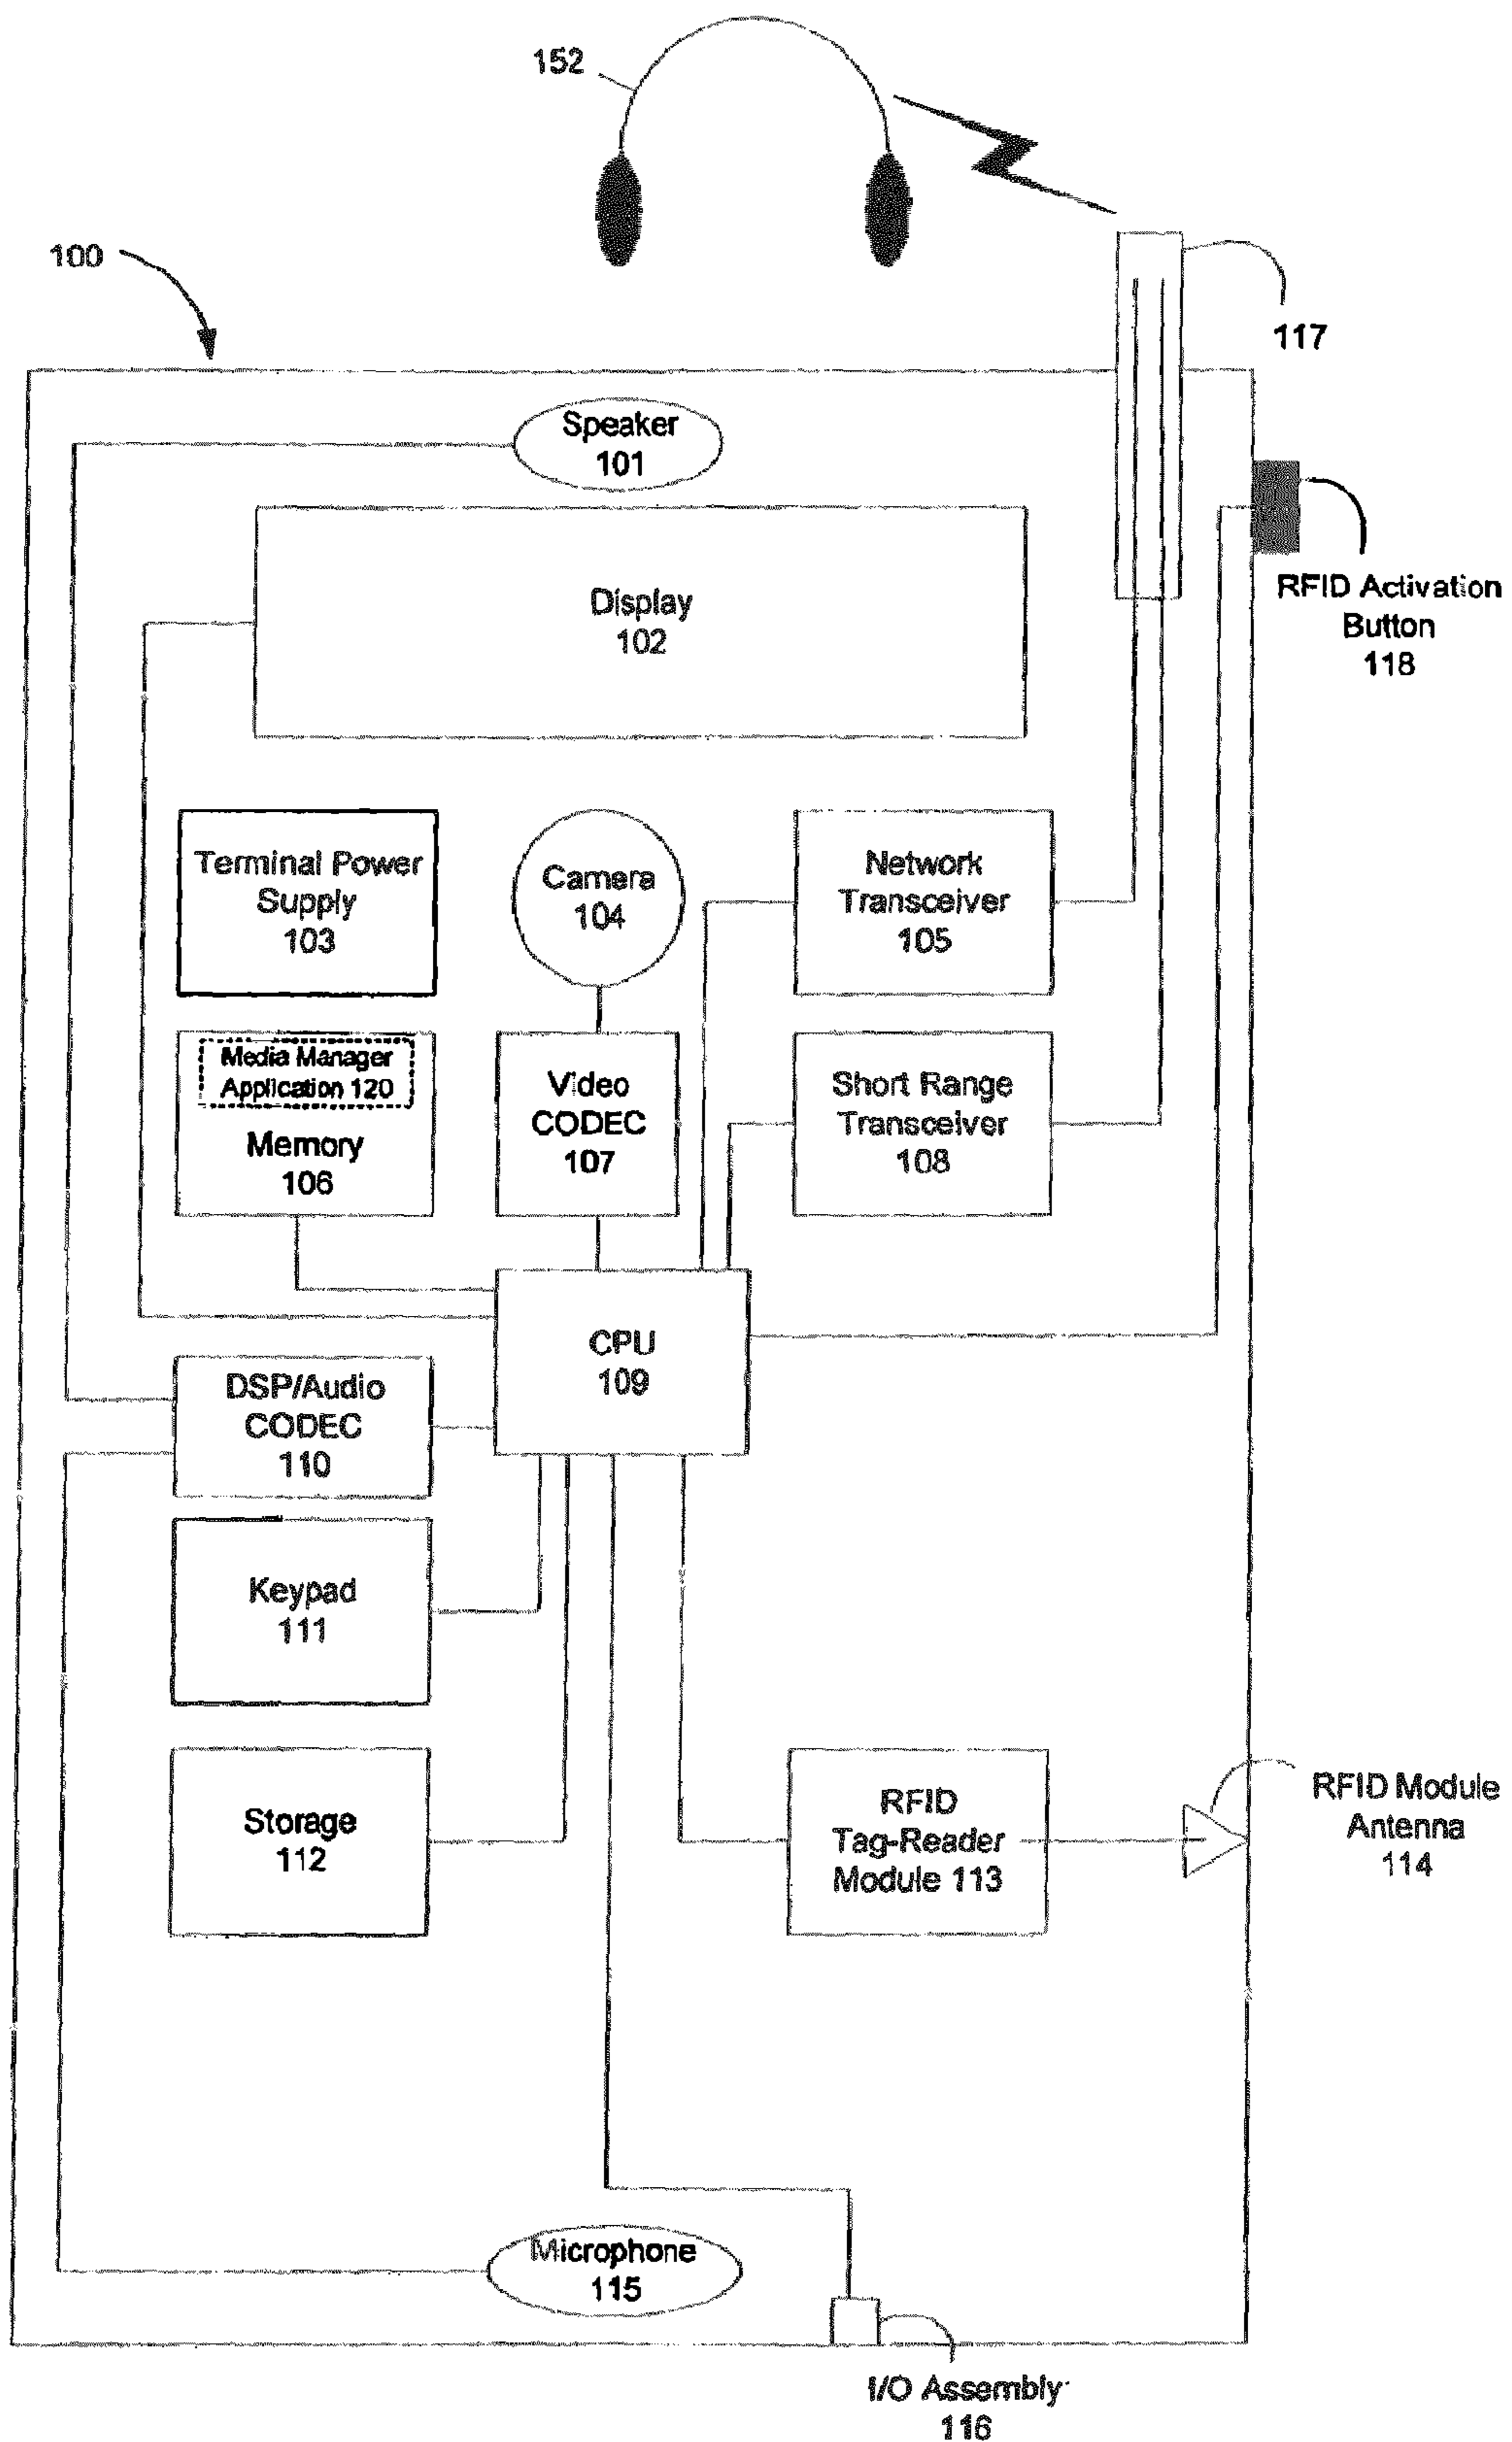 152
100
117
Speaker
101
RFID Activation
Button
118
Display
102
Terminal Power
Supply
103
Camera
104
Network
Transceiver
105
Media Manager
Application 120
Memory
106
Video
CODEC
107
Short Range
Transceiver
108
CPU
109
DSP/Audio
CODEC
110
Keypad
111
Storage
112
RFID
Tag-Reader
Module 113
RFID Module
Antenna
114
Microphone
115
I/O Assembly
116